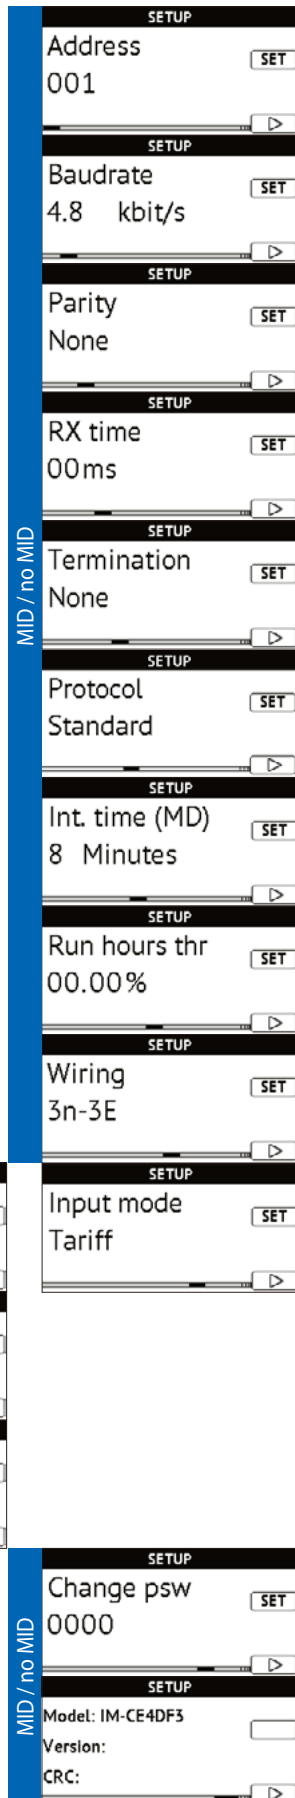 SETUP
Address
SET
001
SETUP
Baudrate
SET
4.8 kbit/s
SETUP
Parity
SET
None
SETUP
RX time
SET
00ms
SETUP
Termination
SET
None
SETUP
Protocol
SET
Standard
SETUP
Int. time (MD)
SET
8 Minutes
SETUP
Run hours thr
SET
00.00%
SETUP
Wiring
SET
3n-3E
MID / no MID
SETUP
Input mode
SET
Tariff
SETUP
Change psw
SET
0000
SETUP
Model: IM-CE4DF3
Version:
CRC:
MID / no MID